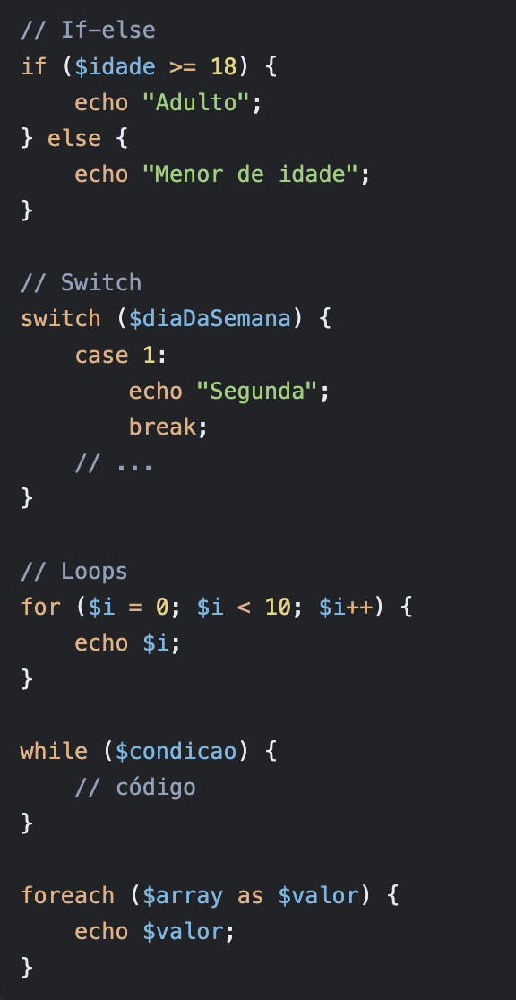 // If-else
if ($idade >= 18) {
    echo "Adulto";
} else {
    echo "Menor de idade";
}

// Switch
switch ($diaDaSemana) {
    case 1:
        echo "Segunda";
        break;
    // ...
}

// Loops
for ($i = 0; $i < 10; $i++) {
    echo $i;
}

while ($condicao) {
    // código
}

foreach ($array as $valor) {
    echo $valor;
}